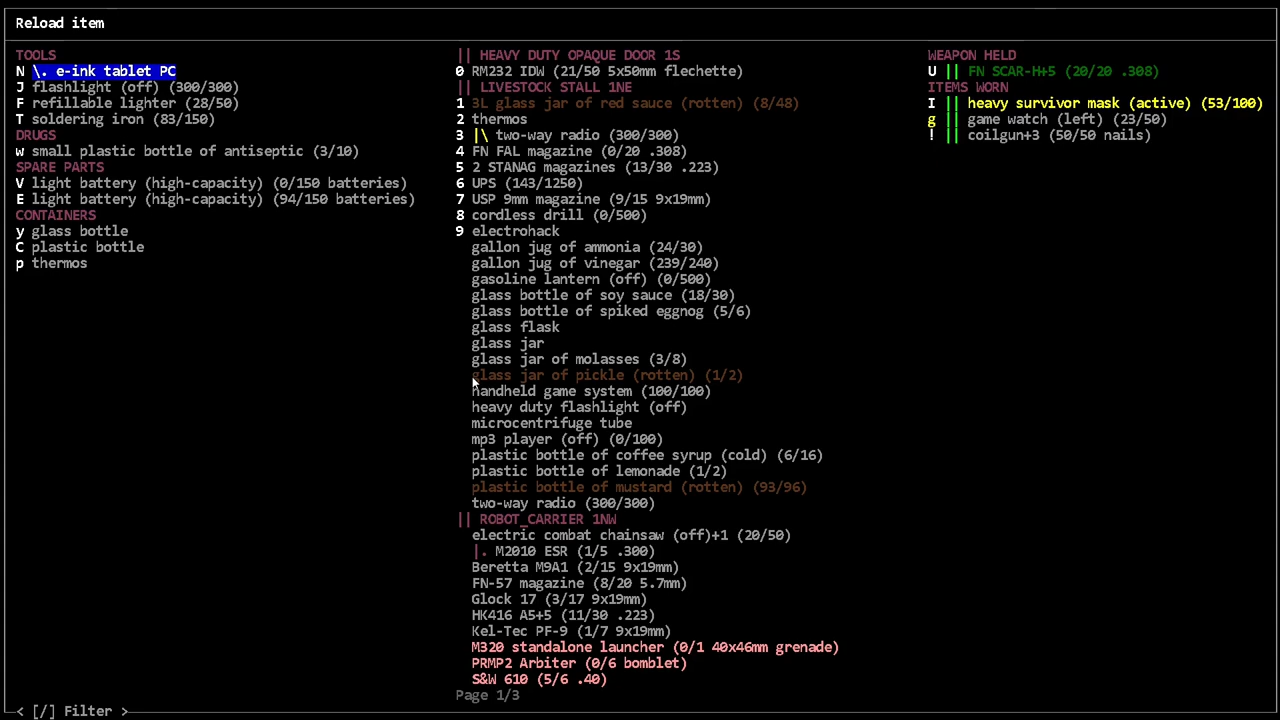 Reload item
TOOLS
N \. e-ink tablet PC
J flashlight (off) (300/300)
F refillable lighter (28/50)
T soldering iron (83/150)
DRUGS
w small plastic bottle of antiseptic (3/10)
SPARE PARTS
V light battery (high-capacity) (0/150 batteries)
E light battery (high-capacity) (94/150 batteries)
CONTAINERS
y glass bottle
C plastic bottle
p thermos
|| HEAVY DUTY OPAQUE DOOR 1S
0 RM232 IDW (21/50 5x50mm flechette)
|| LIVESTOCK STALL 1NE
1 3L glass jar of red sauce (rotten) (8/48)
2 thermos
3 |\ two-way radio (300/300)
4 FN FAL magazine (0/20 .308)
5 2 STANAG magazines (13/30 .223)
6 UPS (143/1250)
7 USP 9mm magazine (9/15 9x19mm)
8 cordless drill (0/500)
9 electrohack
gallon jug of ammonia (24/30)
gallon jug of vinegar (239/240)
gasoline lantern (off) (0/500)
glass bottle of soy sauce (18/30)
glass bottle of spiked eggnog (5/6)
glass flask
glass jar
glass jar of molasses (3/8)
glass jar of pickle (rotten) (1/2)
handheld game system (100/100)
heavy duty flashlight (off)
microcentrifuge tube
mp3 player (off) (0/100)
plastic bottle of coffee syrup (cold) (6/16)
plastic bottle of lemonade (1/2)
plastic bottle of mustard (rotten) (93/96)
two-way radio (300/300)
|| ROBOT_CARRIER 1NW
electric combat chainsaw (off)+1 (20/50)
|. M2010 ESR (1/5 .300)
Beretta M9A1 (2/15 9x19mm)
FN-57 magazine (8/20 5.7mm)
Glock 17 (3/17 9x19mm)
HK416 A5+5 (11/30 .223)
Kel-Tec PF-9 (1/7 9x19mm)
M320 standalone launcher (0/1 40x46mm grenade)
PRMP2 Arbiter (0/6 bomblet)
S&W 610 (5/6 .40)
Page 1/3
WEAPON HELD
U || FN SCAR-H+5 (20/20 .308)
ITEMS WORN
I || heavy survivor mask (active) (53/100)
g || game watch (left) (23/50)
! || coilgun+3 (50/50 nails)
< [/] Filter >